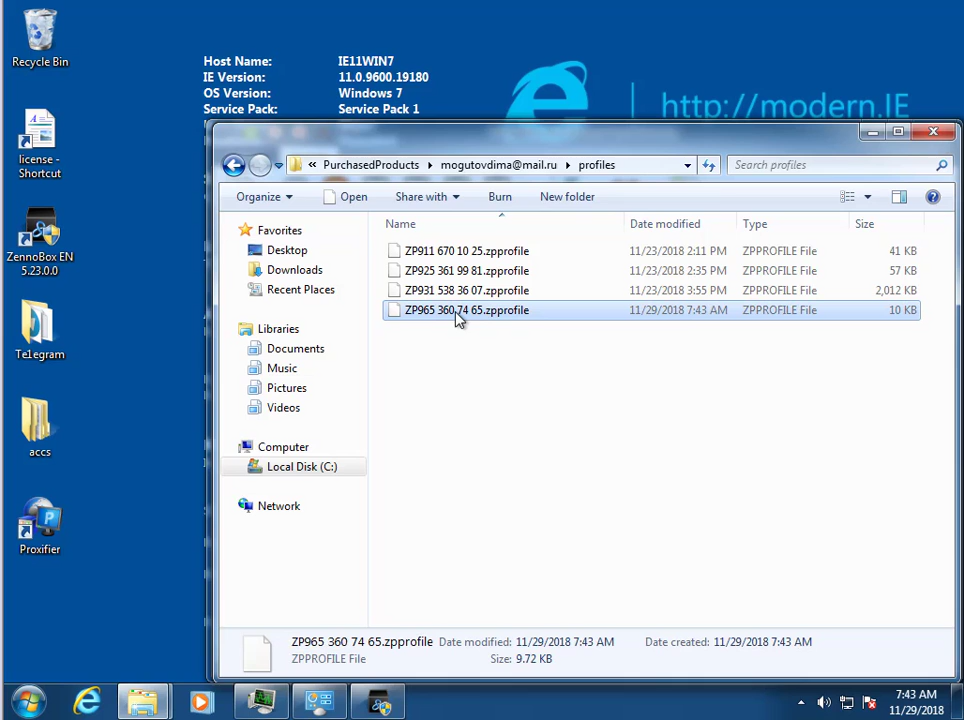 Recycle Bin
license -
Shortcut
ZennoBox EN
5.23.0.0
Te1egram
accs
Proxifier
Host Name: IE11WIN7
IE Version: 11.0.9600.19180
OS Version: Windows 7
Service Pack: Service Pack 1
http://modern.IE
« PurchasedProducts mogutovdima@mail.ru profiles
Search profiles
Organize Open Share with Burn New folder
Name Date modified Type Size
ZP911 670 10 25.zpprofile 11/23/2018 2:11 PM ZPPROFILE File 41 KB
ZP925 361 99 81.zpprofile 11/23/2018 2:35 PM ZPPROFILE File 57 KB
ZP931 538 36 07.zpprofile 11/23/2018 3:55 PM ZPPROFILE File 2,012 KB
ZP965 360 74 65.zpprofile 11/29/2018 7:43 AM ZPPROFILE File 10 KB
Favorites
Desktop
Downloads
Recent Places
Libraries
Documents
Music
Pictures
Videos
Computer
Local Disk (C:)
Network
ZP965 360 74 65.zpprofile Date modified: 11/29/2018 7:43 AM Date created: 11/29/2018 7:43 AM
ZPPROFILE File Size: 9.72 KB
7:43 AM
11/29/2018